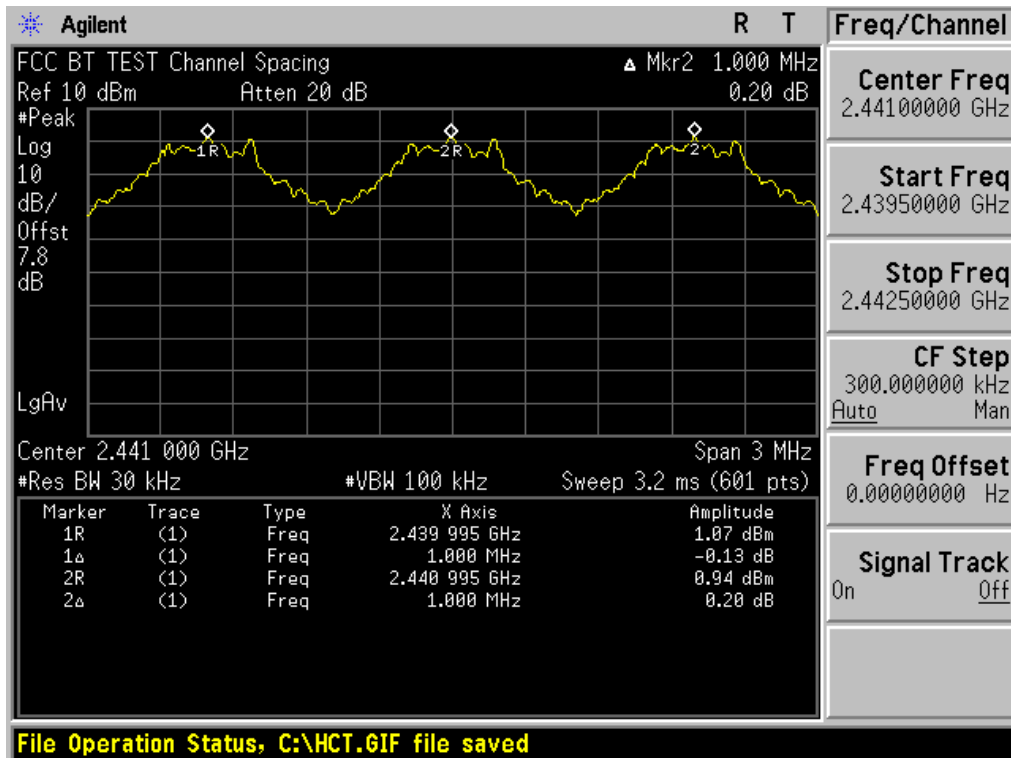 Agilent R T
FCC BT TEST Channel Spacing
Δ Mkr2 1.000 MHz
Ref 10 dBm Atten 20 dB 0.20 dB
#Peak
Log
10
dB/
Offst
7.8
dB
LgAv
1R
2R
2
Center 2.441 000 GHz Span 3 MHz
#Res BW 30 kHz #VBW 100 kHz Sweep 3.2 ms (601 pts)
Marker Trace Type X Axis Amplitude
1R (1) Freq 2.439 995 GHz 1.07 dBm
1Δ (1) Freq 1.000 MHz -0.13 dB
2R (1) Freq 2.440 995 GHz 0.94 dBm
2Δ (1) Freq 1.000 MHz 0.20 dB
File Operation Status, C:\HCT.GIF file saved
Freq/Channel
Center Freq
2.44100000 GHz
Start Freq
2.43950000 GHz
Stop Freq
2.44250000 GHz
CF Step
300.000000 kHz
Auto Man
Freq Offset
0.00000000 Hz
Signal Track
On Off